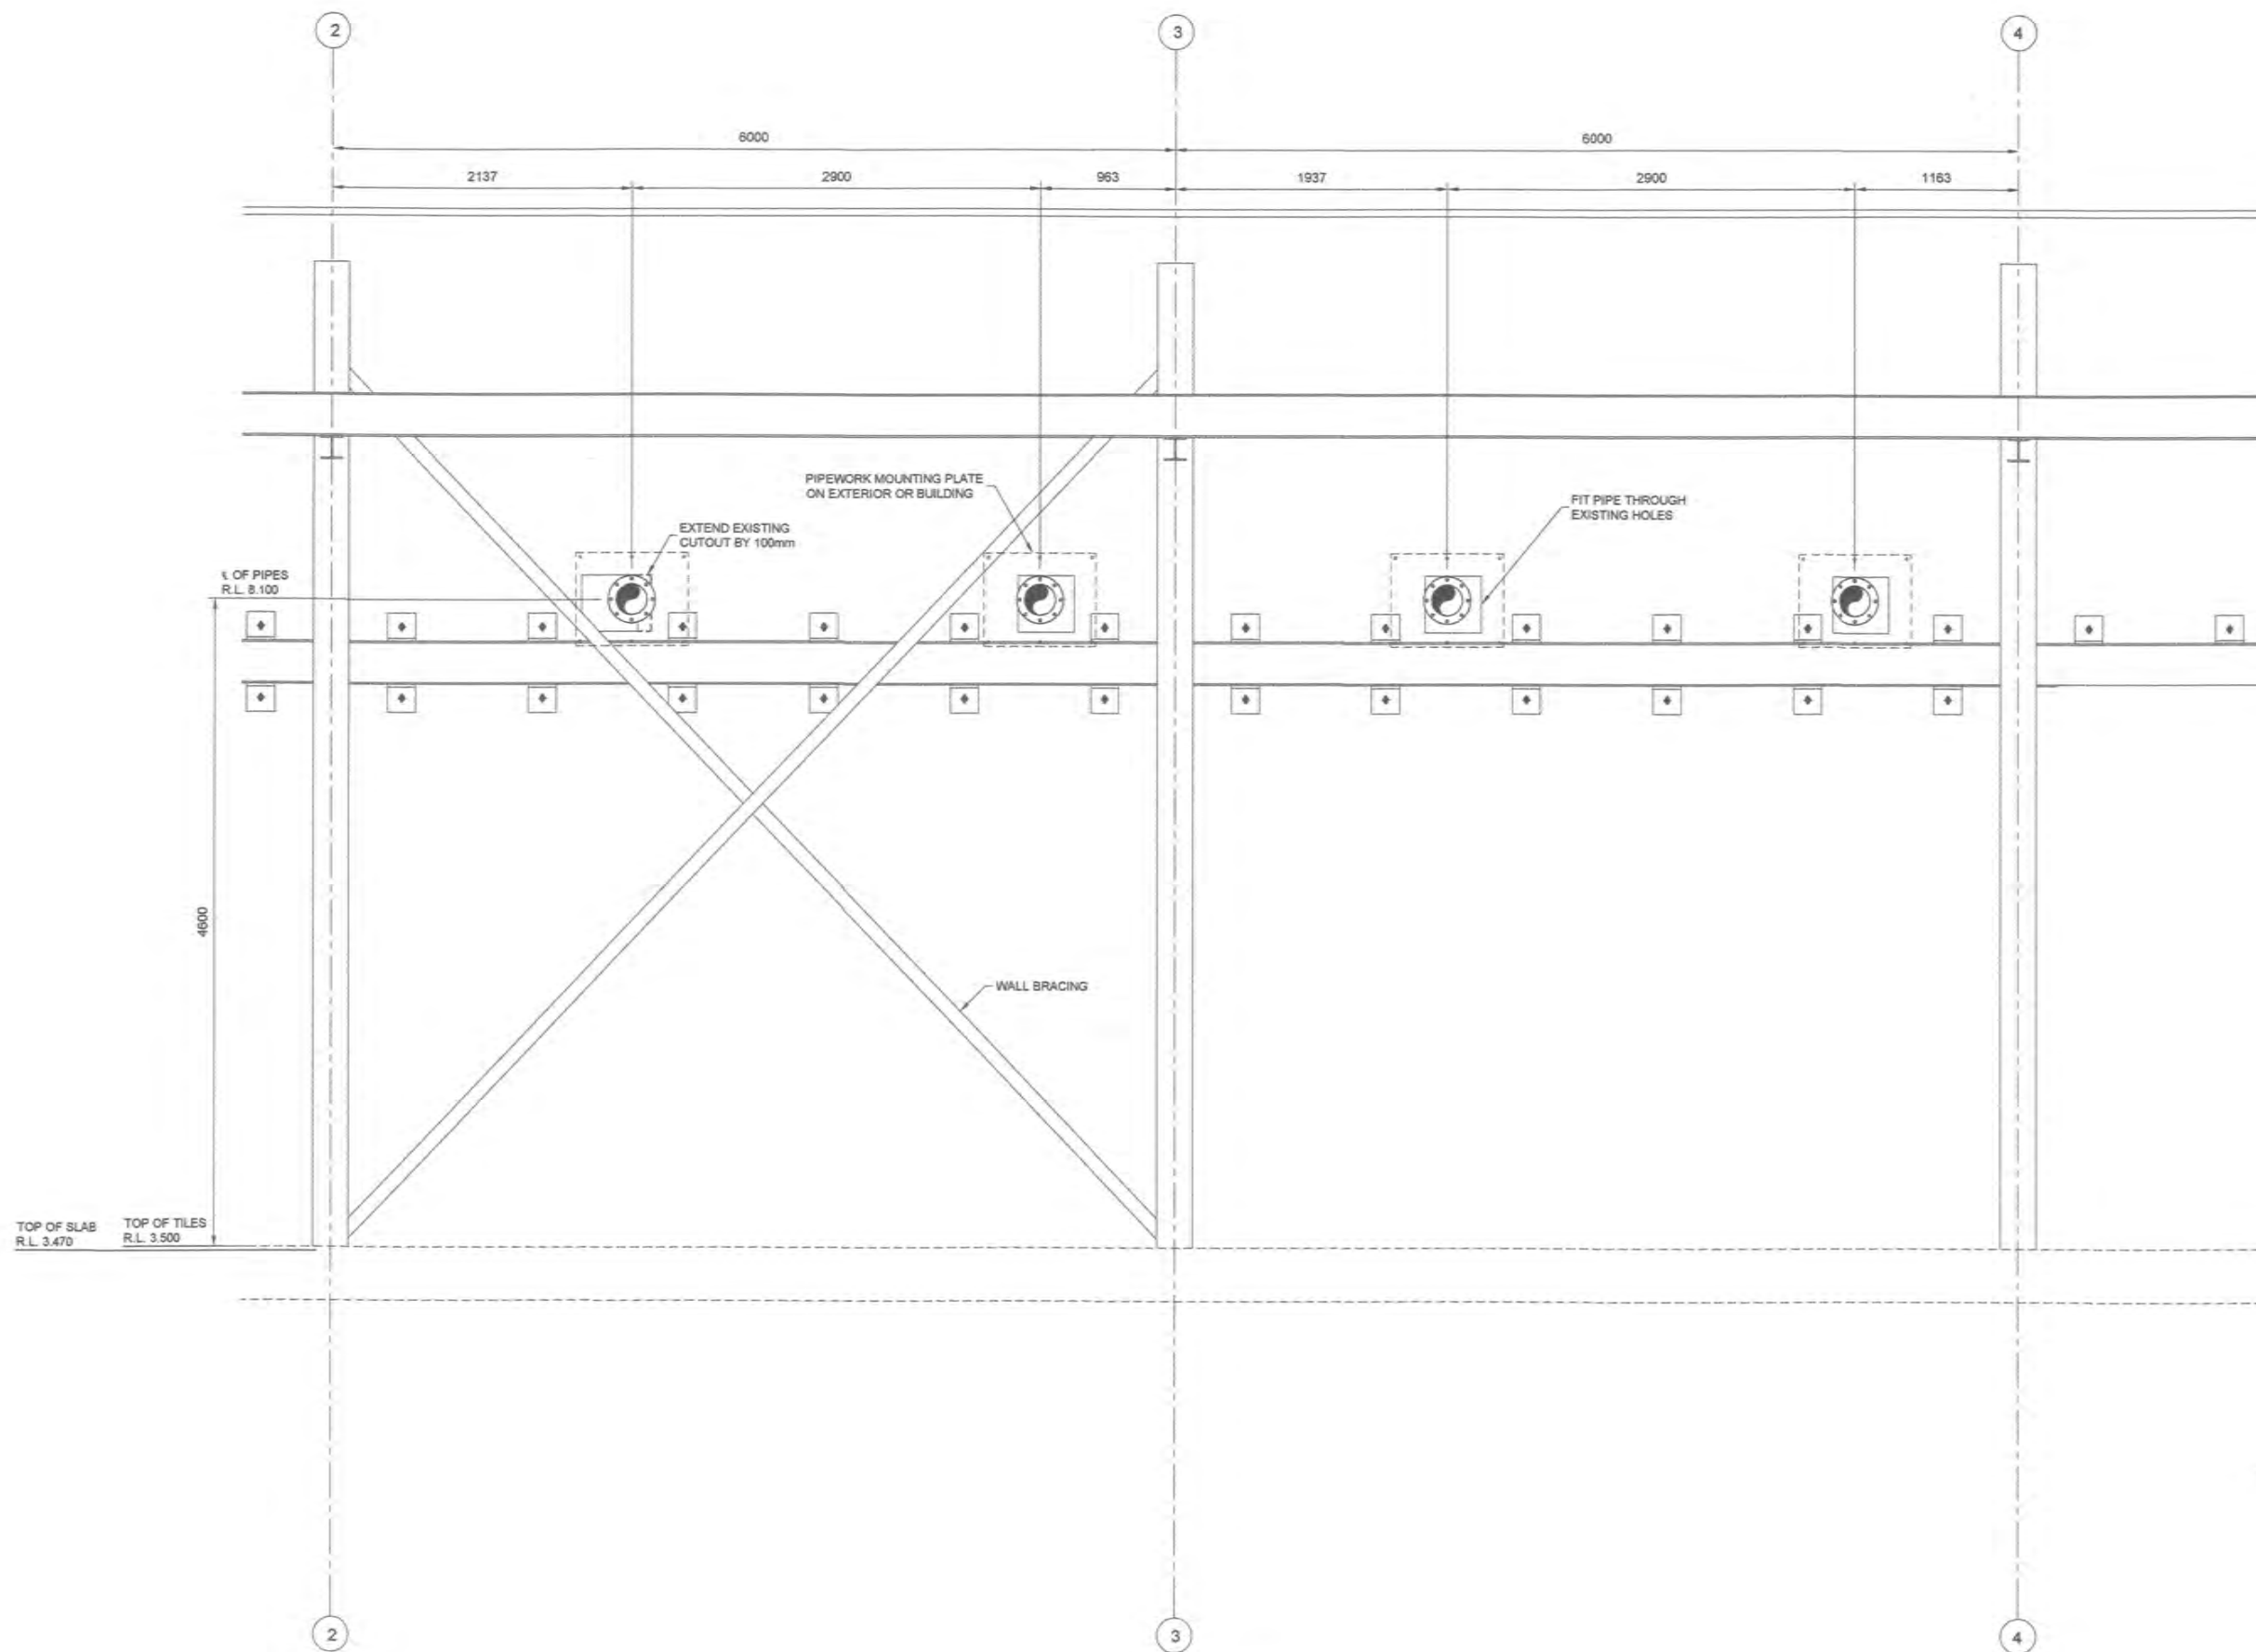 2
3
4
6000
6000
2137
2900
963
1937
2900
1163
PIPEWORK MOUNTING PLATE
ON EXTERIOR OR BUILDING
FIT PIPE THROUGH
EXISTING HOLES
EXTEND EXISTING
CUTOUT BY 100mm
℄ OF PIPES
R.L. 8.100
4600
WALL BRACING
TOP OF SLAB
R.L. 3.470
TOP OF TILES
R.L. 3.500
2
3
4